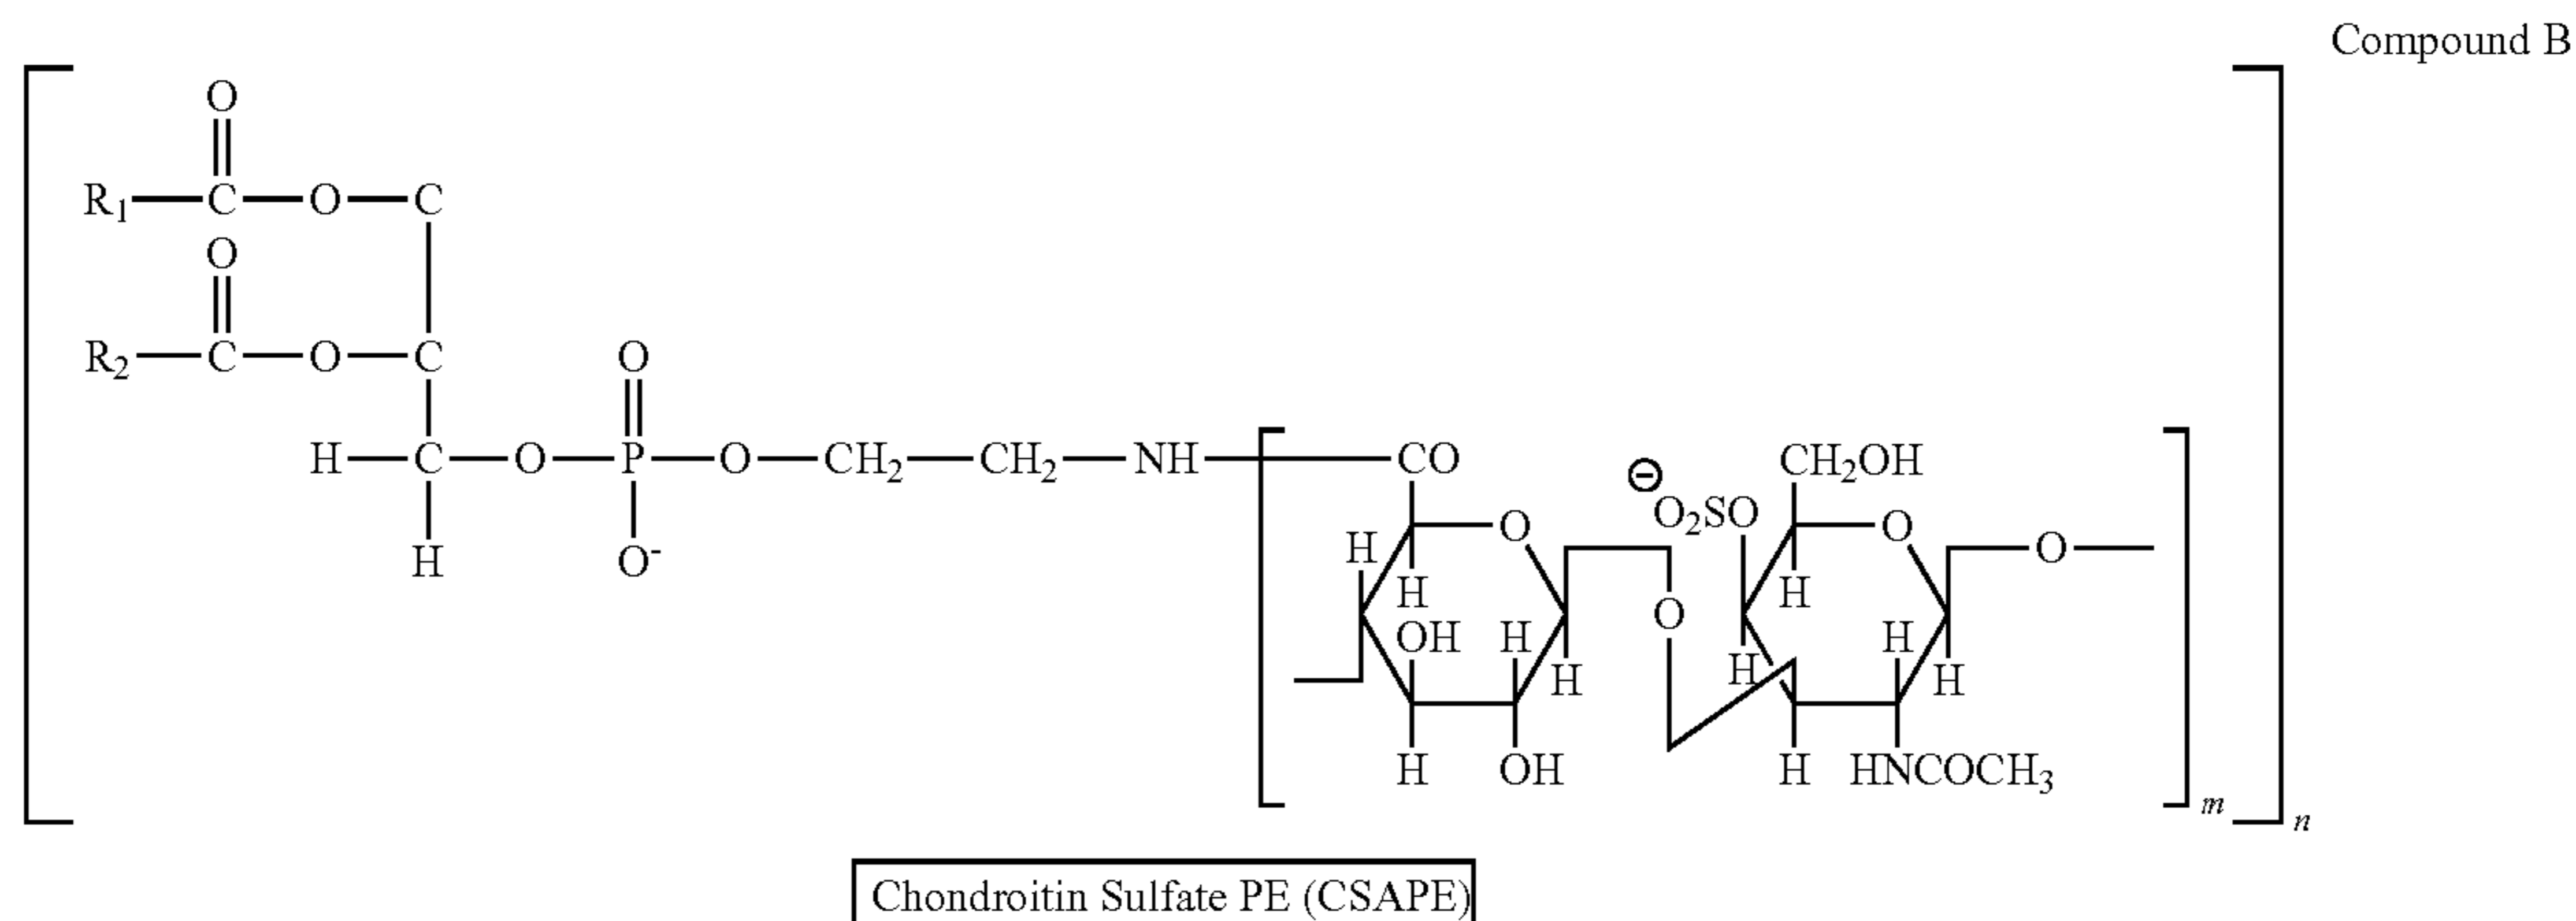 Compound B
O
R1 C O C
O
R2 C O C O
H C O P O CH2 CH2 NH CO ⊖ CH2OH
O2SO O O
H O- H H O H O
OH H H H
H H
H OH H HNCOCH3
m
n
Chondroitin Sulfate PE (CSAPE)